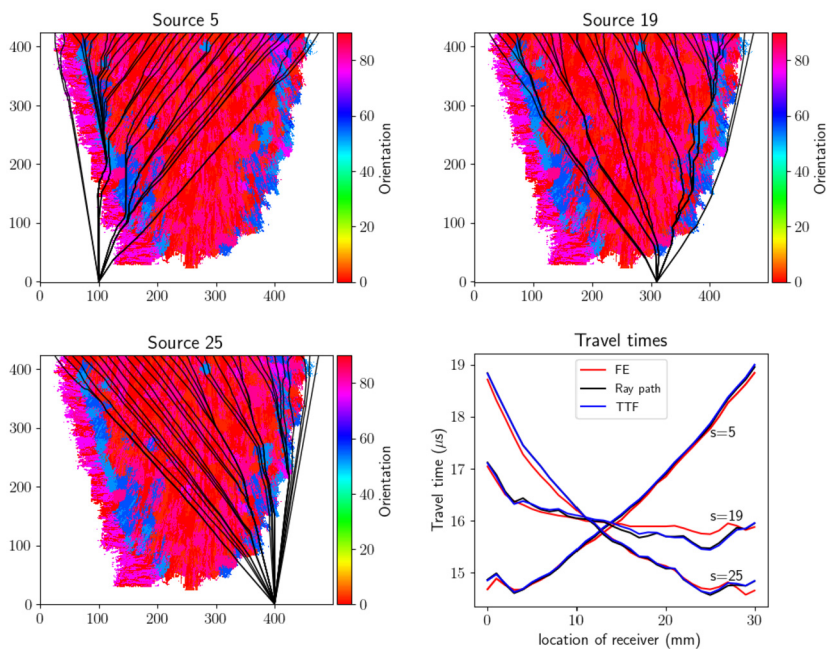 Source 5
400
300
200
100
0
0 100 200 300 400
80
60
40
20
0
Orientation
Source 19
400
300
200
100
0
100 200 310 400
80
60
40
20
0
Orientation
Source 25
400
300
200
100
0
0 100 200 300 400
80
60
40
20
0
Orientation
Travel times
19
18
17
16
15
Travel time (μs)
FE
Ray path
TTF
s=5
s=19
s=25
0 10 20 30
location of receiver (mm)